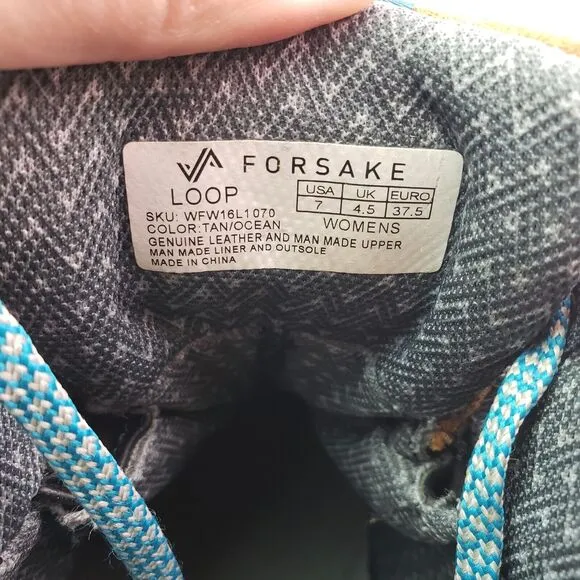 FORSAKE
LOOP
USA UK EURO
7 4.5 37.5
SKU: WFW16L1070
WOMENS
COLOR:TAN/OCEAN
GENUINE LEATHER AND MAN MADE UPPER
MAN MADE LINER AND OUTSOLE
MADE IN CHINA